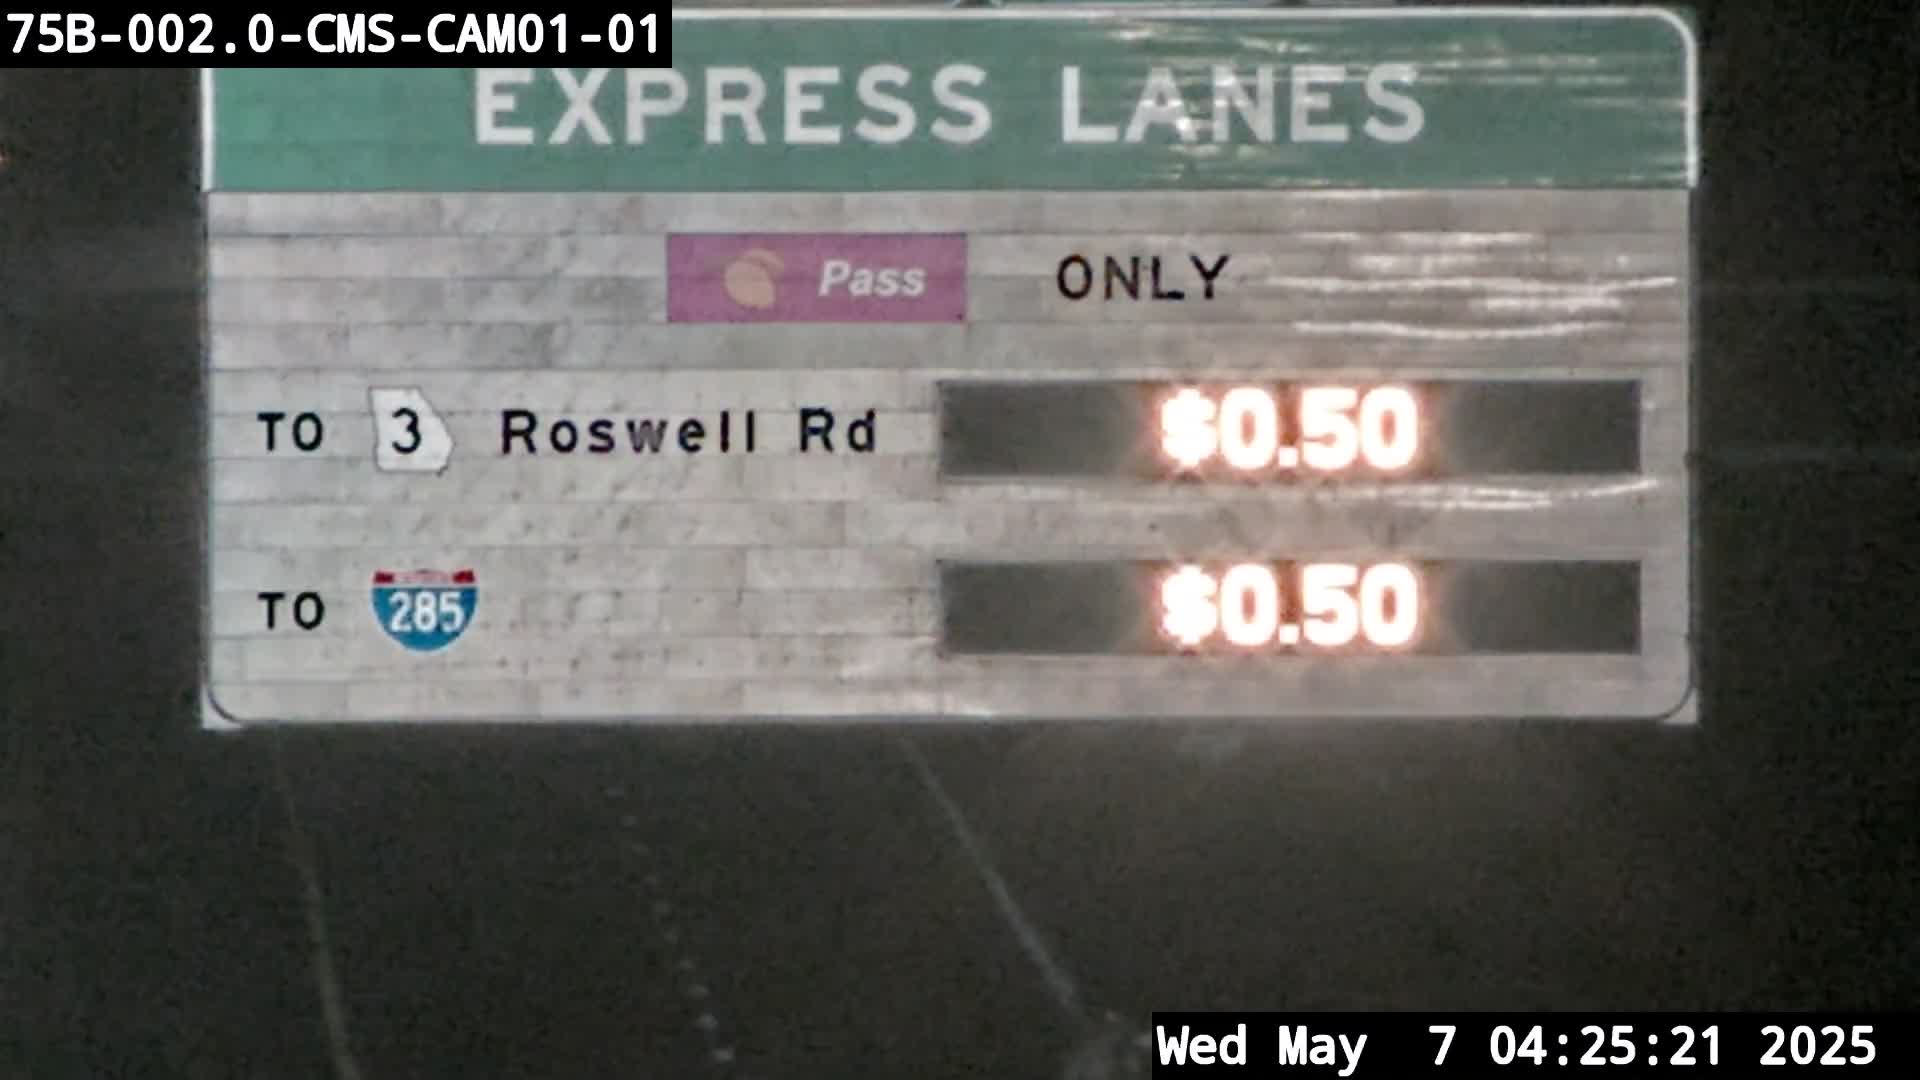 75B-002.0-CMS-CAM01-01
EXPRESS LANES
Pass ONLY
TO 3 Roswell Rd $0.50
TO 285 $0.50
Wed May 7 04:25:21 2025